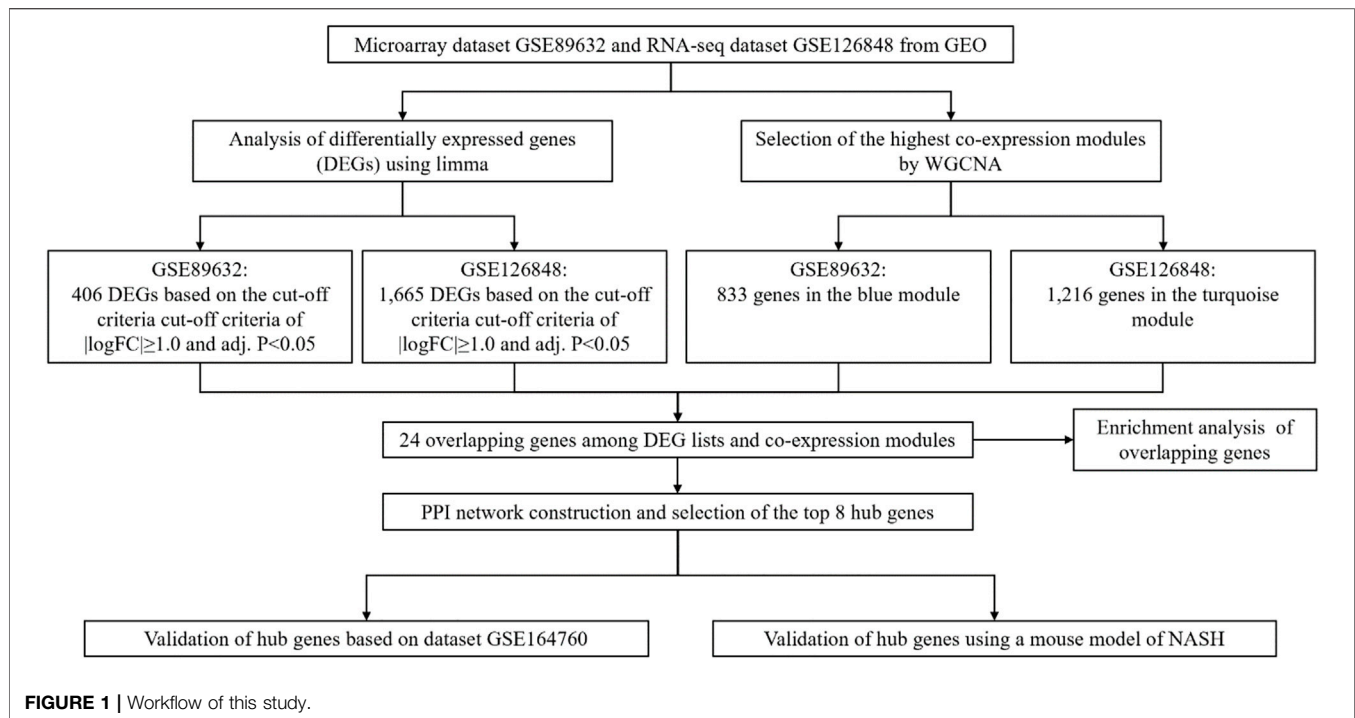 Microarray dataset GSE89632 and RNA-seq dataset GSE126848 from GEO
Analysis of differentially expressed genes
(DEGs) using limma
Selection of the highest co-expression modules
by WGCNA
GSE89632:
406 DEGs based on the cut-off
criteria cut-off criteria of
|logFC|≥1.0 and adj. P<0.05
GSE126848:
1,665 DEGs based on the cut-off
criteria cut-off criteria of
|logFC|≥1.0 and adj. P<0.05
GSE89632:
833 genes in the blue module
GSE126848:
1,216 genes in the turquoise
module
24 overlapping genes among DEG lists and co-expression modules
Enrichment analysis of
overlapping genes
PPI network construction and selection of the top 8 hub genes
Validation of hub genes based on dataset GSE164760
Validation of hub genes using a mouse model of NASH
FIGURE 1 | Workflow of this study.